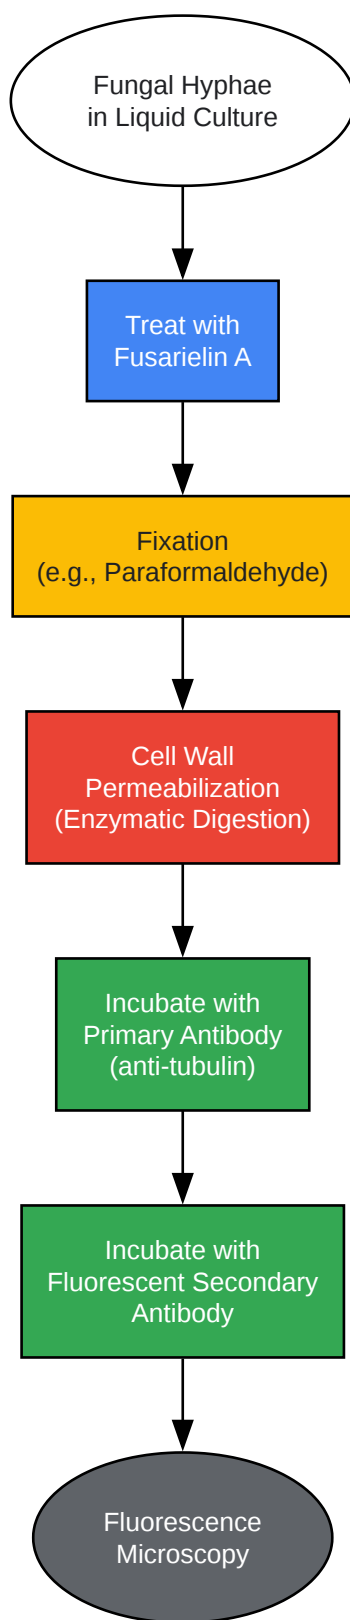 Fungal Hyphae
in Liquid Culture
Treat with
Fusarielin A
Fixation
(e.g., Paraformaldehyde)
Cell Wall
Permeabilization
(Enzymatic Digestion)
Incubate with
Primary Antibody
(anti-tubulin)
Incubate with
Fluorescent Secondary
Antibody
Fluorescence
Microscopy